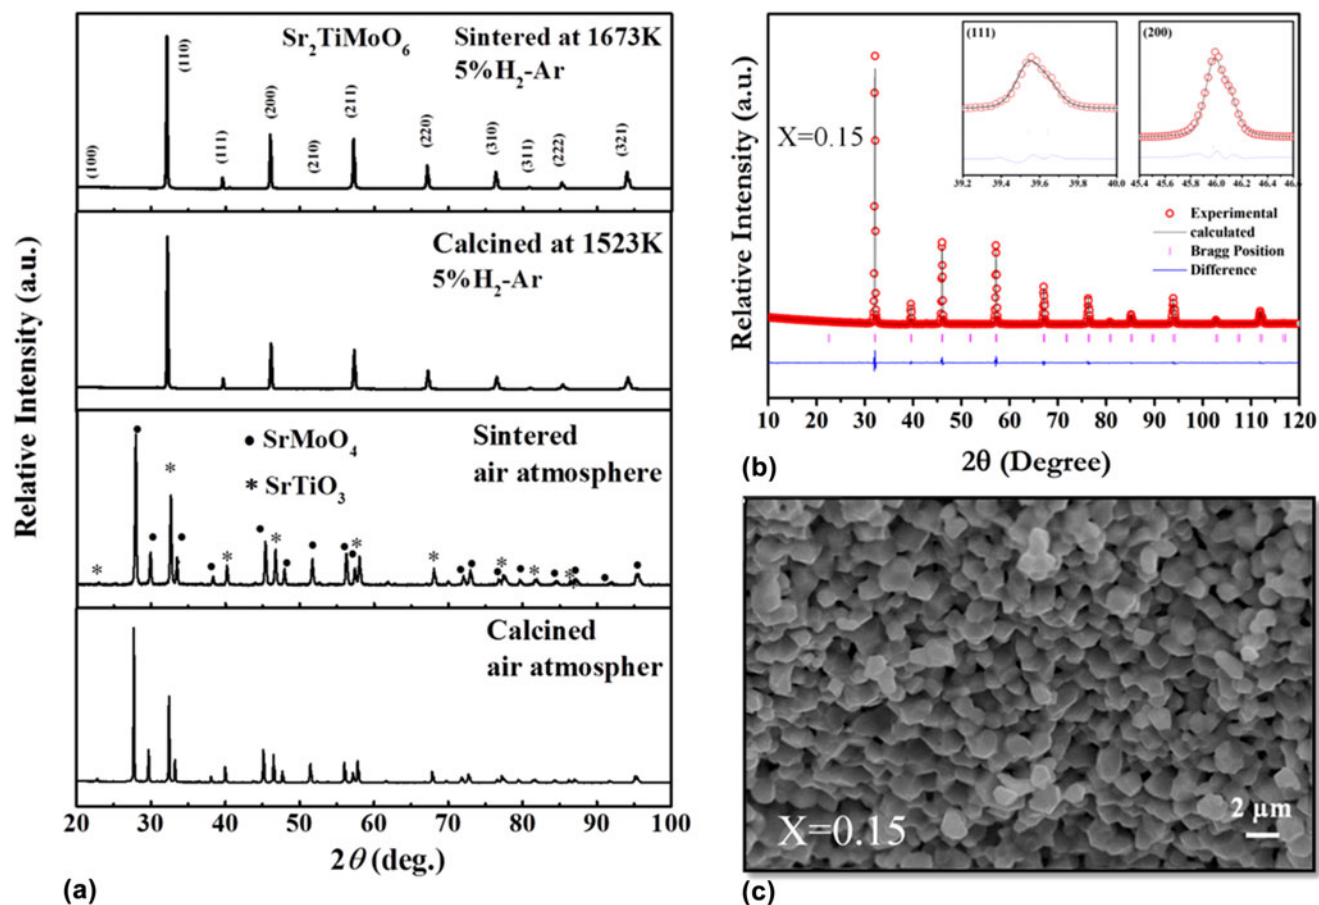 Sr₂TiMoO₆ Sintered at 1673K
5%H₂-Ar
(100)
(110)
(111)
(200)
(210)
(211)
(220)
(310)
(311)
(222)
(321)
Calcined at 1523K
5%H₂-Ar
● SrMoO₄ Sintered
air atmosphere
* SrTiO₃
Calcined
air atmospher
Relative Intensity (a.u.)
20 30 40 50 60 70 80 90 100
2θ (deg.)
(a)
(111)
39.2 39.4 39.6 39.8 40.0
(200)
45.4 45.6 45.8 46.0 46.2 46.4 46.6
X=0.15
Experimental
calculated
Bragg Position
Difference
Relative Intensity (a.u.)
10 20 30 40 50 60 70 80 90 100 110 120
2θ (Degree)
(b)
X=0.15
2 μm
(c)